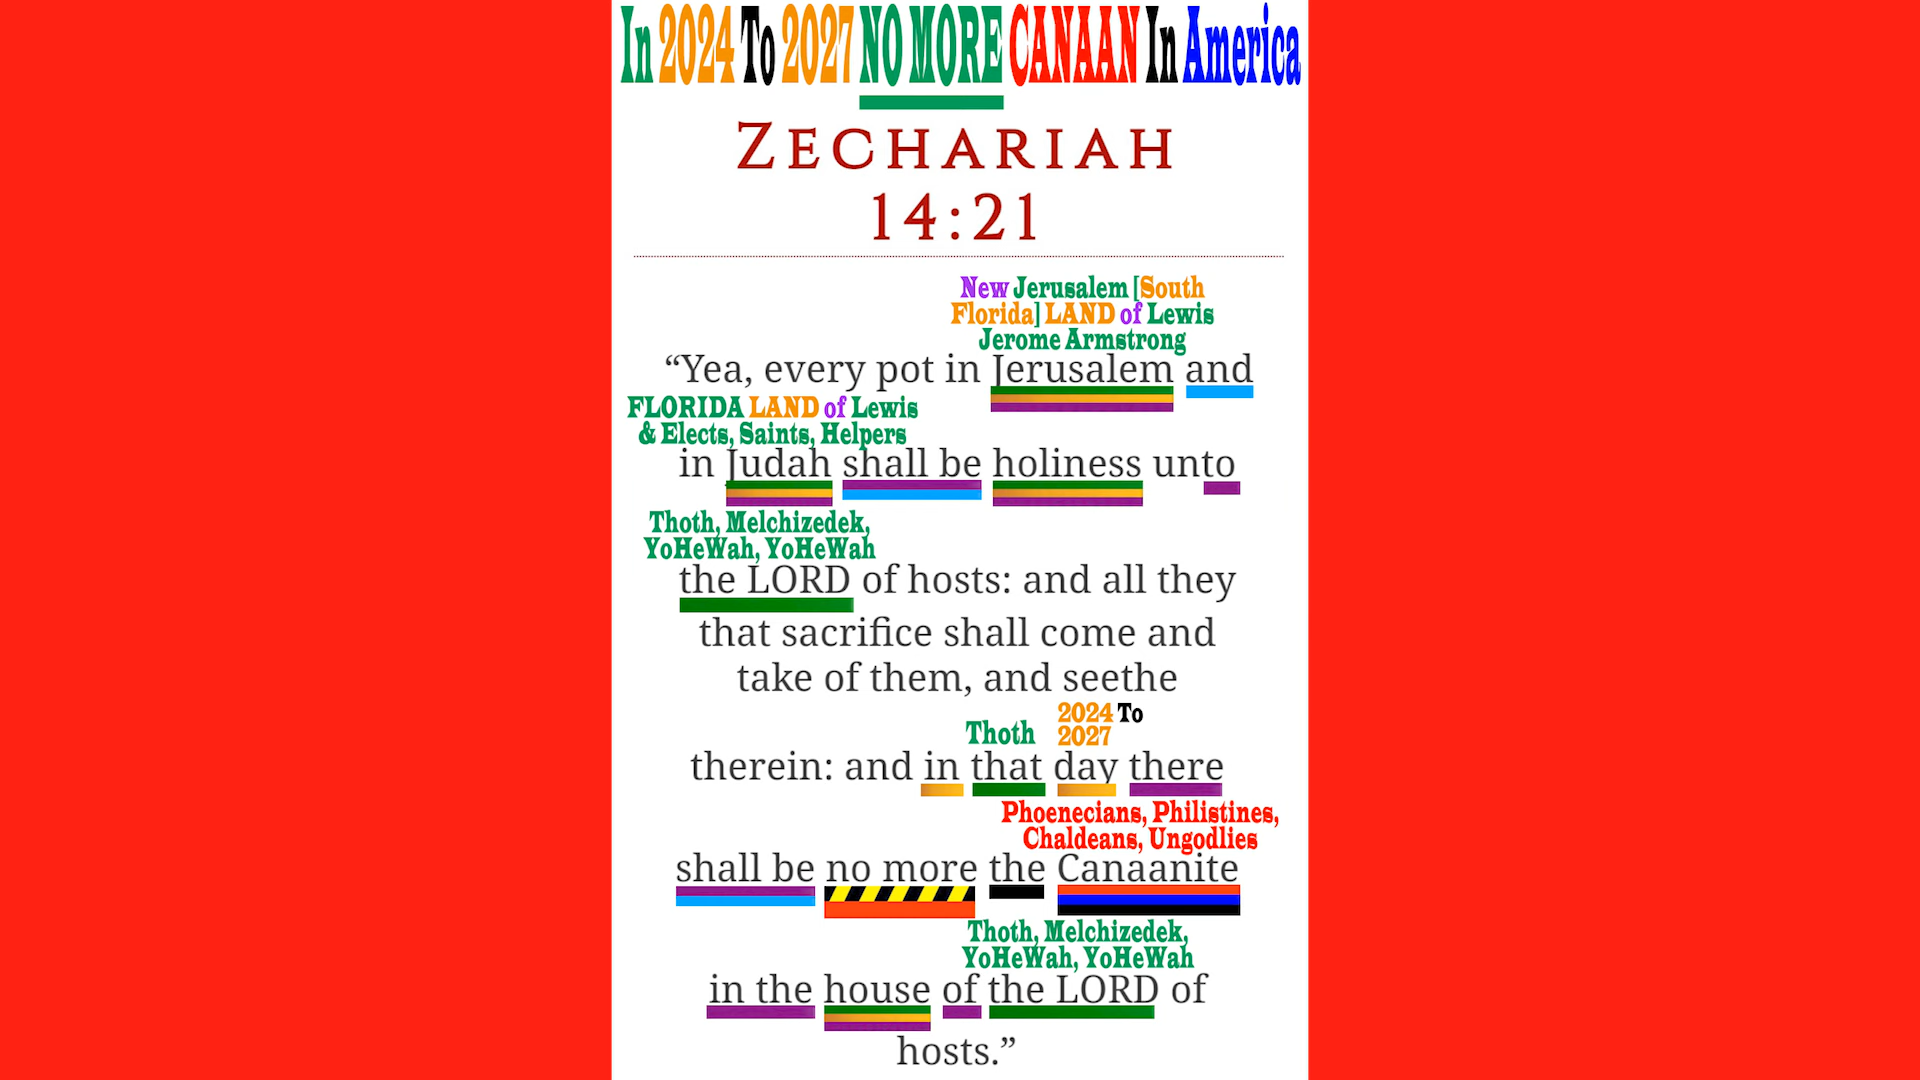 In 2024 To 2027 NO MORE CANAAN In America
ZECHARIAH
14:21
New Jerusalem [South
Florida] LAND of Lewis
Jerome Armstrong
“Yea, every pot in Jerusalem and
FLORIDA LAND of Lewis
& Elects, Saints, Helpers
in Judah shall be holiness unto
Thoth, Melchizedek,
YoHeWah, YoHeWah
the LORD of hosts: and all they
that sacrifice shall come and
take of them, and seethe
2024 To
Thoth 2027
therein: and in that day there
Phoenecians, Philistines,
Chaldeans, Ungodlies
shall be no more the Canaanite
Thoth, Melchizedek,
YoHeWah, YoHeWah
in the house of the LORD of
hosts.”